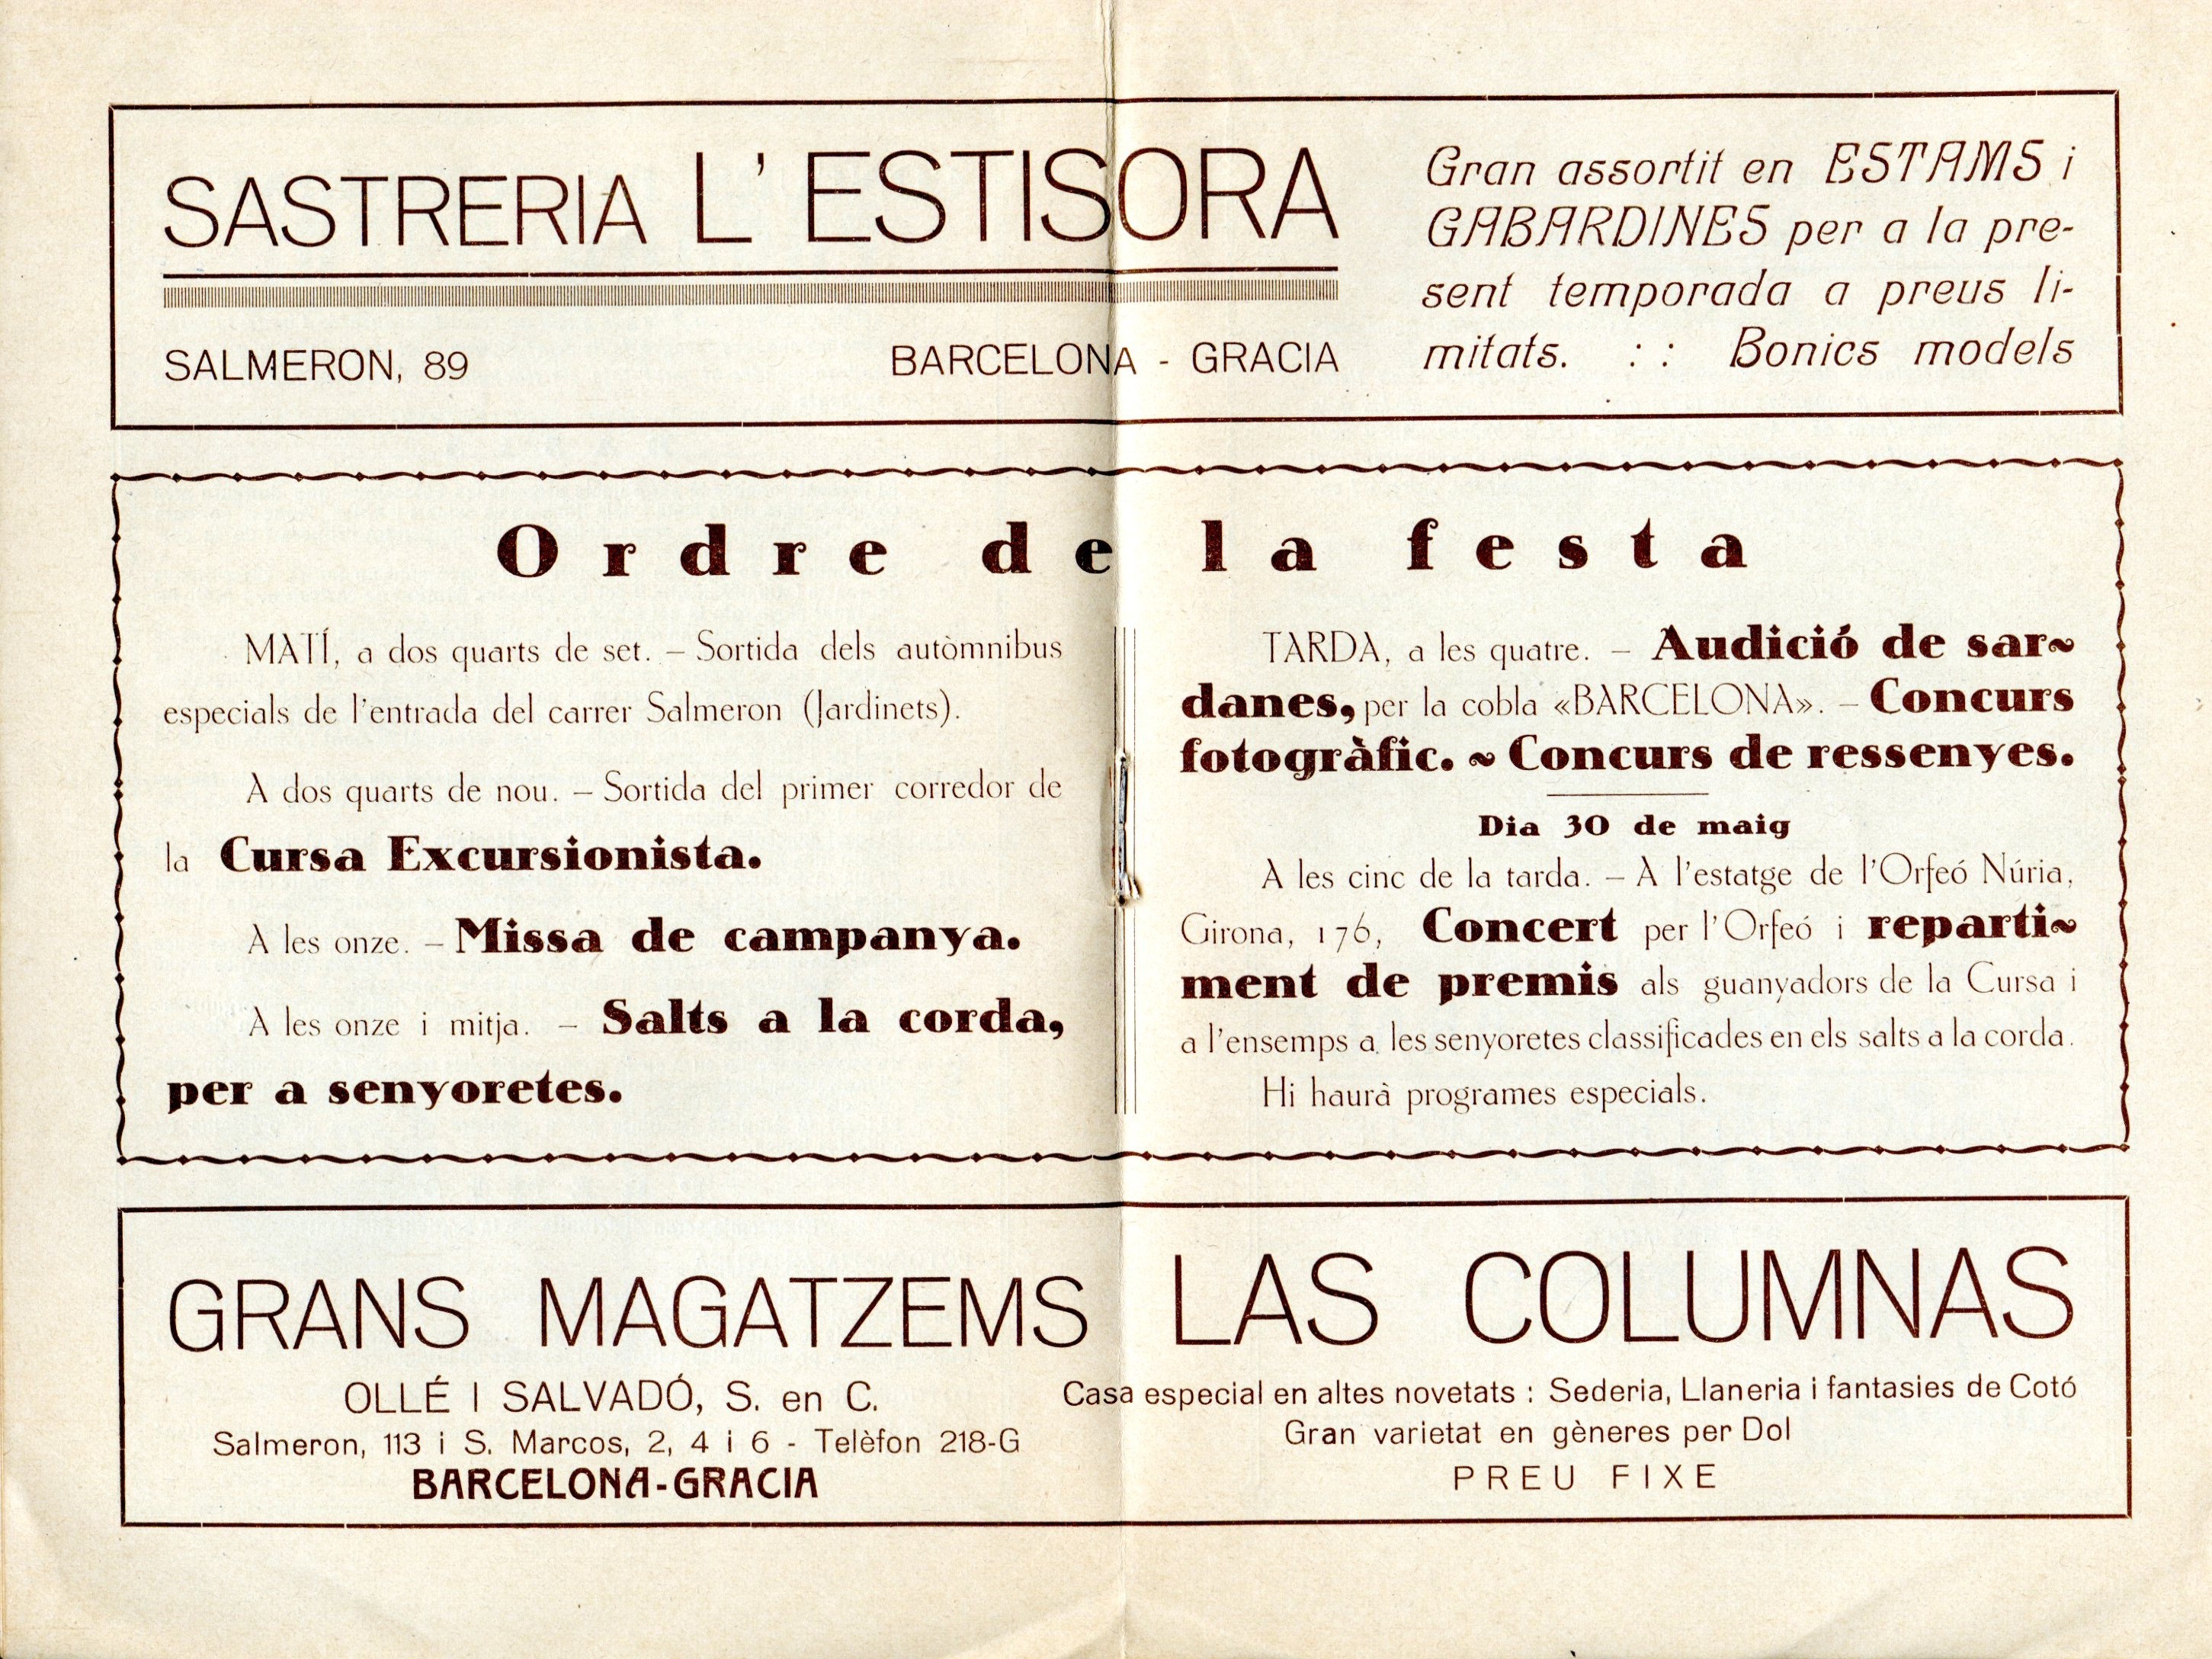 SASTRERIA L'ESTISORA
SALMERON, 89 BARCELONA - GRACIA
Gran assortit en ESTAMS i
GABARDINES per a la pre-
sent temporada a preus li-
mitats. : : Bonics models
Ordre de la festa
MATÍ, a dos quarts de set. – Sortida dels autòmnibus
especials de l'entrada del carrer Salmeron (Jardinets).
A dos quarts de nou. – Sortida del primer corredor de
la Cursa Excursionista.
A les onze. – Missa de campanya.
A les onze i mitja. – Salts a la corda,
per a senyoretes.
TARDA, a les quatre. – Audició de sar~
danes, per la cobla «BARCELONA». – Concurs
fotogràfic. ~ Concurs de ressenyes.
Dia 30 de maig
A les cinc de la tarda. – A l'estatge de l'Orfeó Núria,
Girona, 176, Concert per l'Orfeó i reparti~
ment de premis als guanyadors de la Cursa i
a l'ensemps a les senyoretes classificades en els salts a la corda.
Hi haurà programes especials.
GRANS MAGATZEMS LAS COLUMNAS
OLLÉ I SALVADÓ, S. en C.
Salmeron, 113 i S. Marcos, 2, 4 i 6 - Telèfon 218-G
BARCELONA-GRACIA
Casa especial en altes novetats : Sederia, Llaneria i fantasies de Cotó
Gran varietat en gèneres per Dol
PREU FIXE